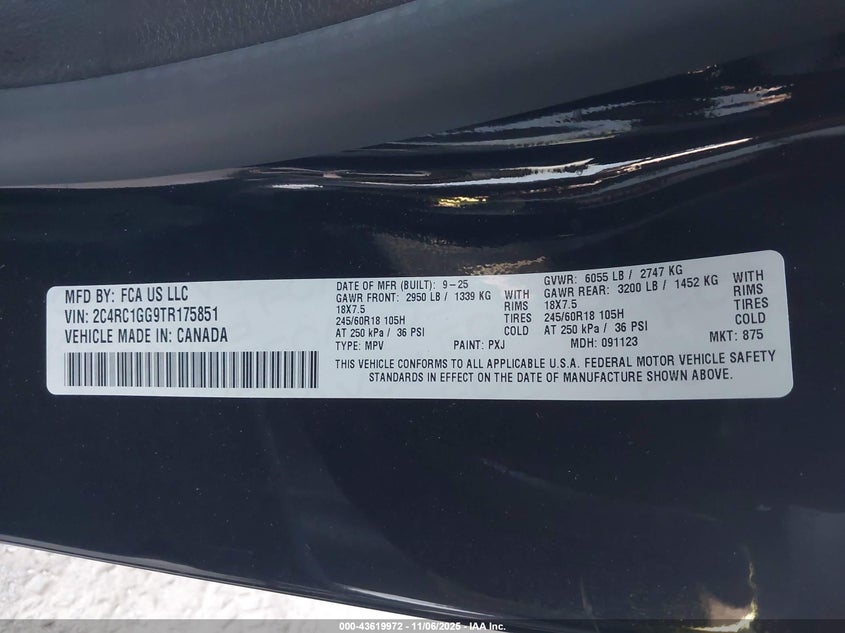 MFD BY: FCA US LLC
VIN: 2C4RC1GG9TR175851
VEHICLE MADE IN: CANADA
DATE OF MFR (BUILT): 9-25
GAWR FRONT: 2950 LB / 1339 KG WITH
18X7.5 RIMS
245/60R18 105H TIRES
AT 250 kPa / 36 PSI COLD
TYPE: MPV PAINT: PXJ
GVWR: 6055 LB / 2747 KG
GAWR REAR: 3200 LB / 1452 KG WITH
18X7.5 RIMS
245/60R18 105H TIRES
AT 250 kPa / 36 PSI COLD
MDH: 091123 MKT: 875
THIS VEHICLE CONFORMS TO ALL APPLICABLE U.S.A. FEDERAL MOTOR VEHICLE SAFETY
STANDARDS IN EFFECT ON THE DATE OF MANUFACTURE SHOWN ABOVE.
000-43619972 - 11/06/2025 - IAA Inc.